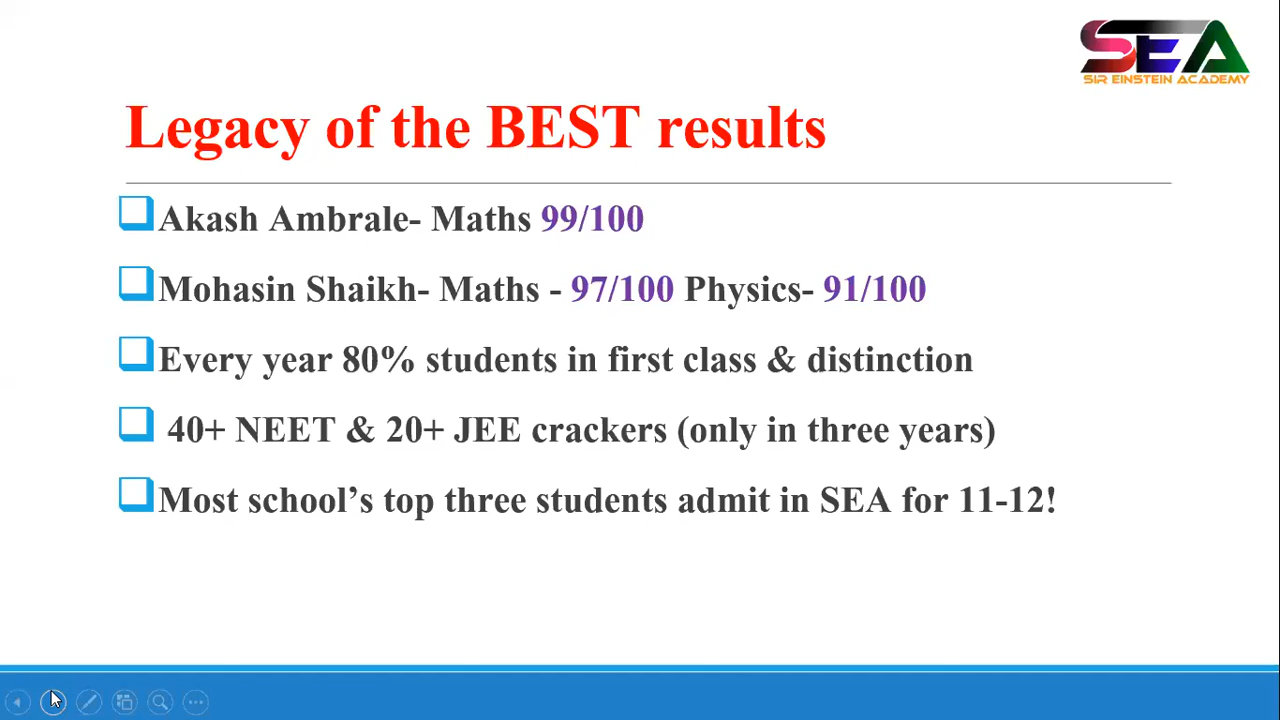 SEA
SIR EINSTEIN ACADEMY
Legacy of the BEST results
Akash Ambrale- Maths 99/100
Mohasin Shaikh- Maths - 97/100 Physics- 91/100
Every year 80% students in first class & distinction
40+ NEET & 20+ JEE crackers (only in three years)
Most school’s top three students admit in SEA for 11-12!